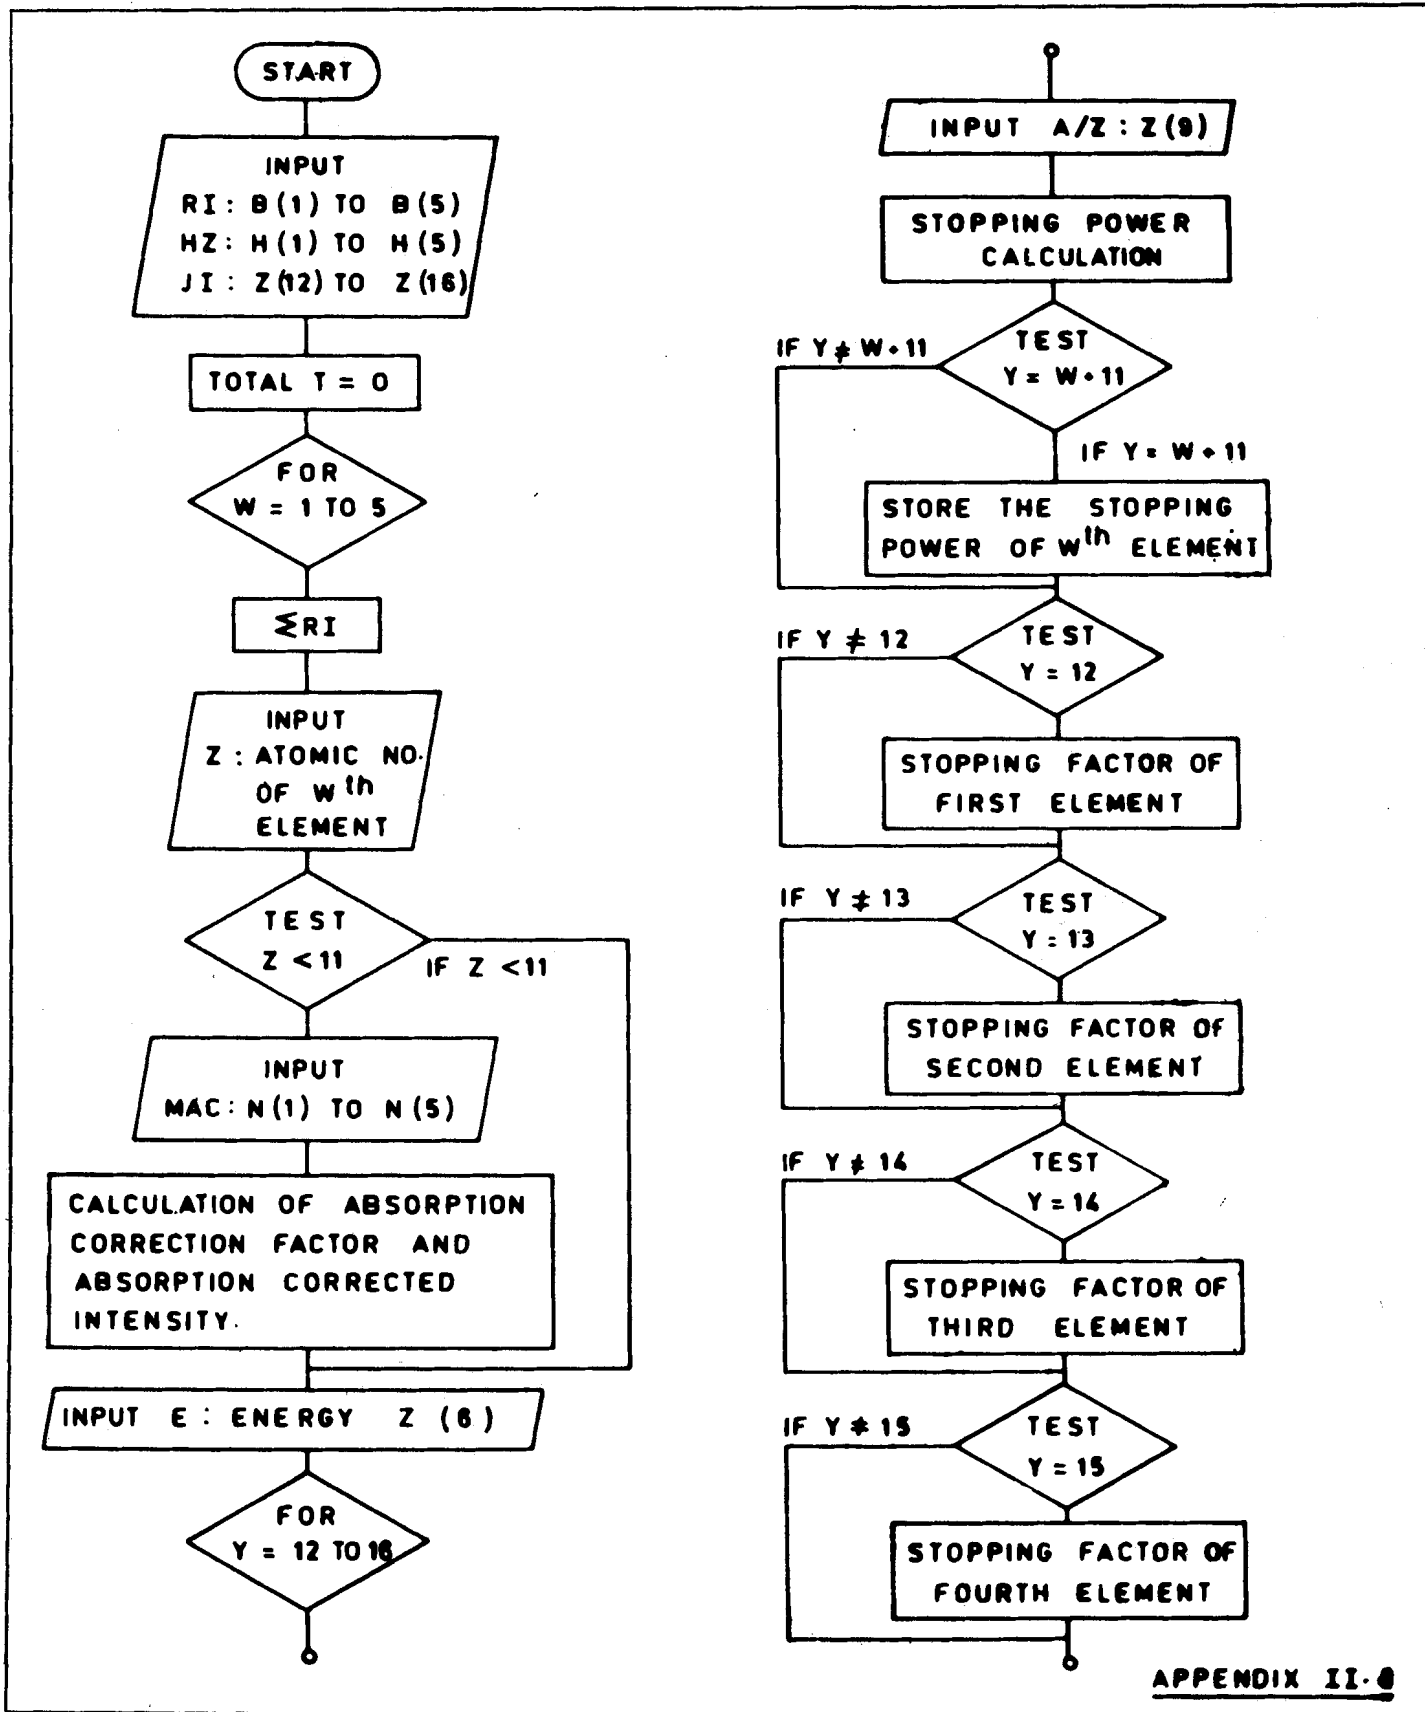 START
INPUT
RI: B(1) TO B(5)
HZ: H(1) TO H(5)
JI: Z(12) TO Z(16)
TOTAL T = 0
FOR
W = 1 TO 5
ΣRI
INPUT
Z : ATOMIC NO.
OF Wth
ELEMENT
TEST
Z < 11
IF Z < 11
INPUT
MAC: N(1) TO N(5)
CALCULATION OF ABSORPTION
CORRECTION FACTOR AND
ABSORPTION CORRECTED
INTENSITY.
INPUT E : ENERGY Z (6)
FOR
Y = 12 TO 16
INPUT A/Z : Z(9)
STOPPING POWER
CALCULATION
TEST
Y = W + 11
IF Y ≠ W + 11
IF Y = W + 11
STORE THE STOPPING
POWER OF Wth ELEMENT
IF Y ≠ 12
TEST
Y = 12
STOPPING FACTOR OF
FIRST ELEMENT
IF Y ≠ 13
TEST
Y = 13
STOPPING FACTOR OF
SECOND ELEMENT
IF Y ≠ 14
TEST
Y = 14
STOPPING FACTOR OF
THIRD ELEMENT
IF Y ≠ 15
TEST
Y = 15
STOPPING FACTOR OF
FOURTH ELEMENT
APPENDIX II.